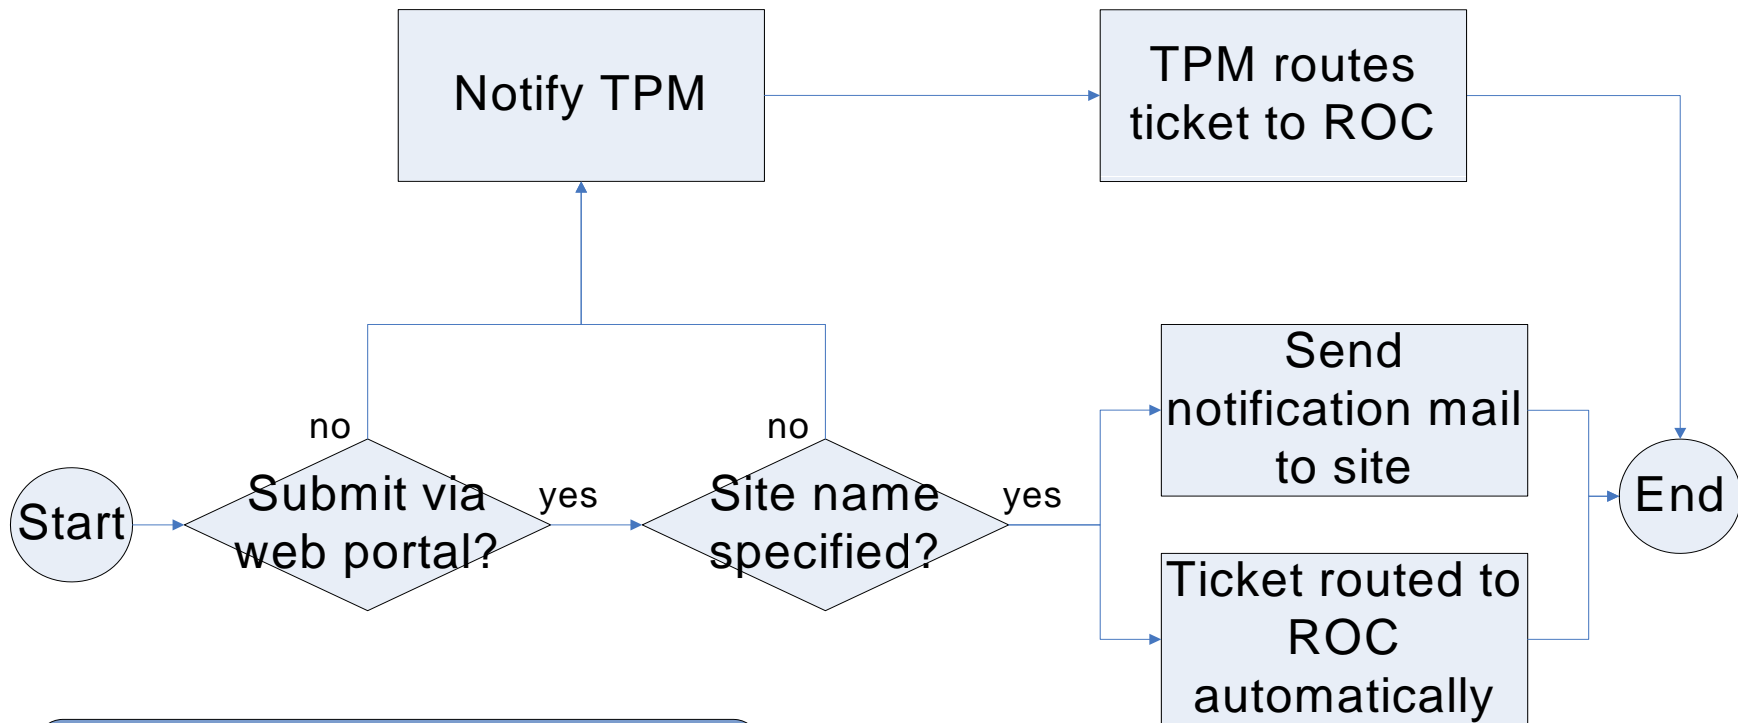 Notify TPM
TPM routes
ticket to ROC
no
no
Start
Submit via
web portal?
yes
Site name
specified?
yes
Send
notification mail
to site
Ticket routed to
ROC
automatically
End